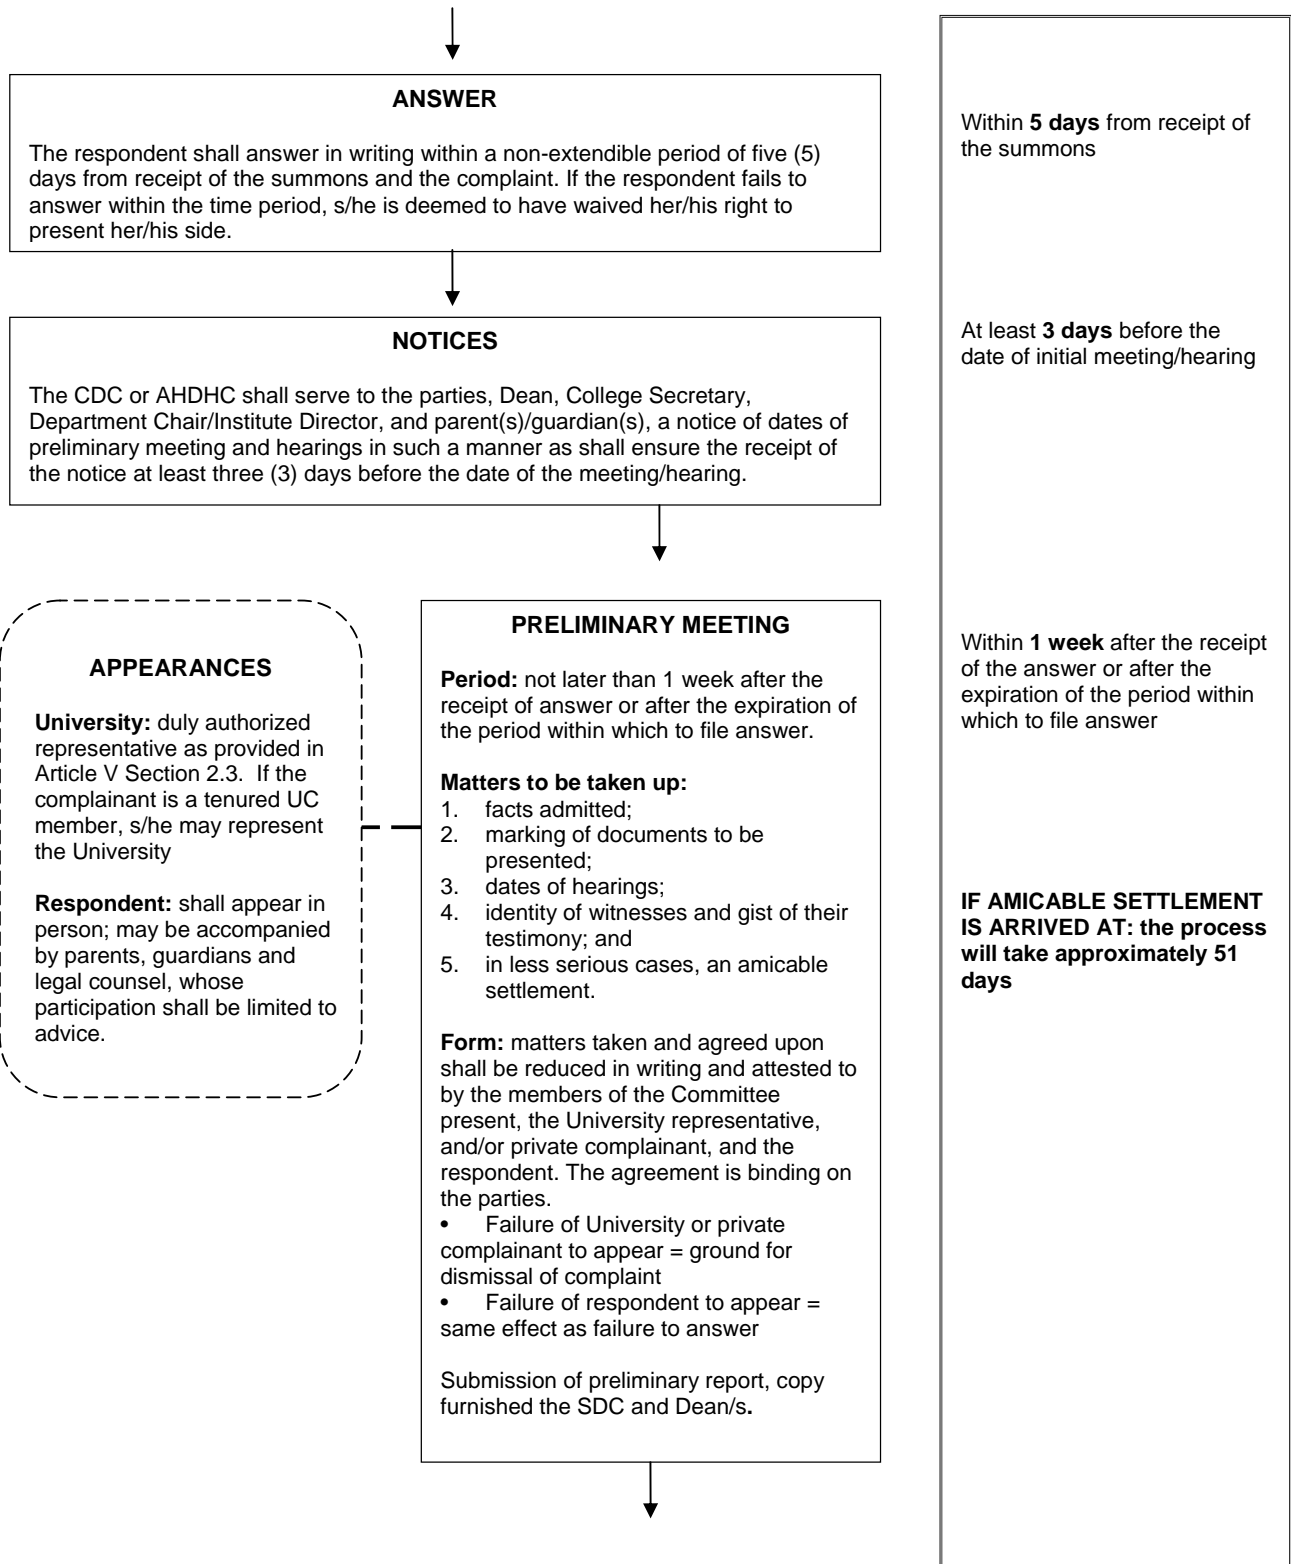 ANSWER
The respondent shall answer in writing within a non-extendible period of five (5)
days from receipt of the summons and the complaint. If the respondent fails to
answer within the time period, s/he is deemed to have waived her/his right to
present her/his side.
Within 5 days from receipt of
the summons
NOTICES
The CDC or AHDHC shall serve to the parties, Dean, College Secretary,
Department Chair/Institute Director, and parent(s)/guardian(s), a notice of dates of
preliminary meeting and hearings in such a manner as shall ensure the receipt of
the notice at least three (3) days before the date of the meeting/hearing.
At least 3 days before the
date of initial meeting/hearing
APPEARANCES
University: duly authorized
representative as provided in
Article V Section 2.3. If the
complainant is a tenured UC
member, s/he may represent
the University
Respondent: shall appear in
person; may be accompanied
by parents, guardians and
legal counsel, whose
participation shall be limited to
advice.
PRELIMINARY MEETING
Period: not later than 1 week after the
receipt of answer or after the expiration of
the period within which to file answer.
Matters to be taken up:
1. facts admitted;
2. marking of documents to be
presented;
3. dates of hearings;
4. identity of witnesses and gist of their
testimony; and
5. in less serious cases, an amicable
settlement.
Form: matters taken and agreed upon
shall be reduced in writing and attested to
by the members of the Committee
present, the University representative,
and/or private complainant, and the
respondent. The agreement is binding on
the parties.
• Failure of University or private
complainant to appear = ground for
dismissal of complaint
• Failure of respondent to appear =
same effect as failure to answer
Submission of preliminary report, copy
furnished the SDC and Dean/s.
Within 1 week after the receipt
of the answer or after the
expiration of the period within
which to file answer
IF AMICABLE SETTLEMENT
IS ARRIVED AT: the process
will take approximately 51
days